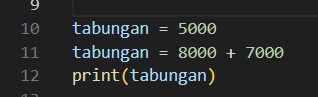 9
10 tabungan = 5000
11 tabungan = 8000 + 7000
12 print(tabungan)